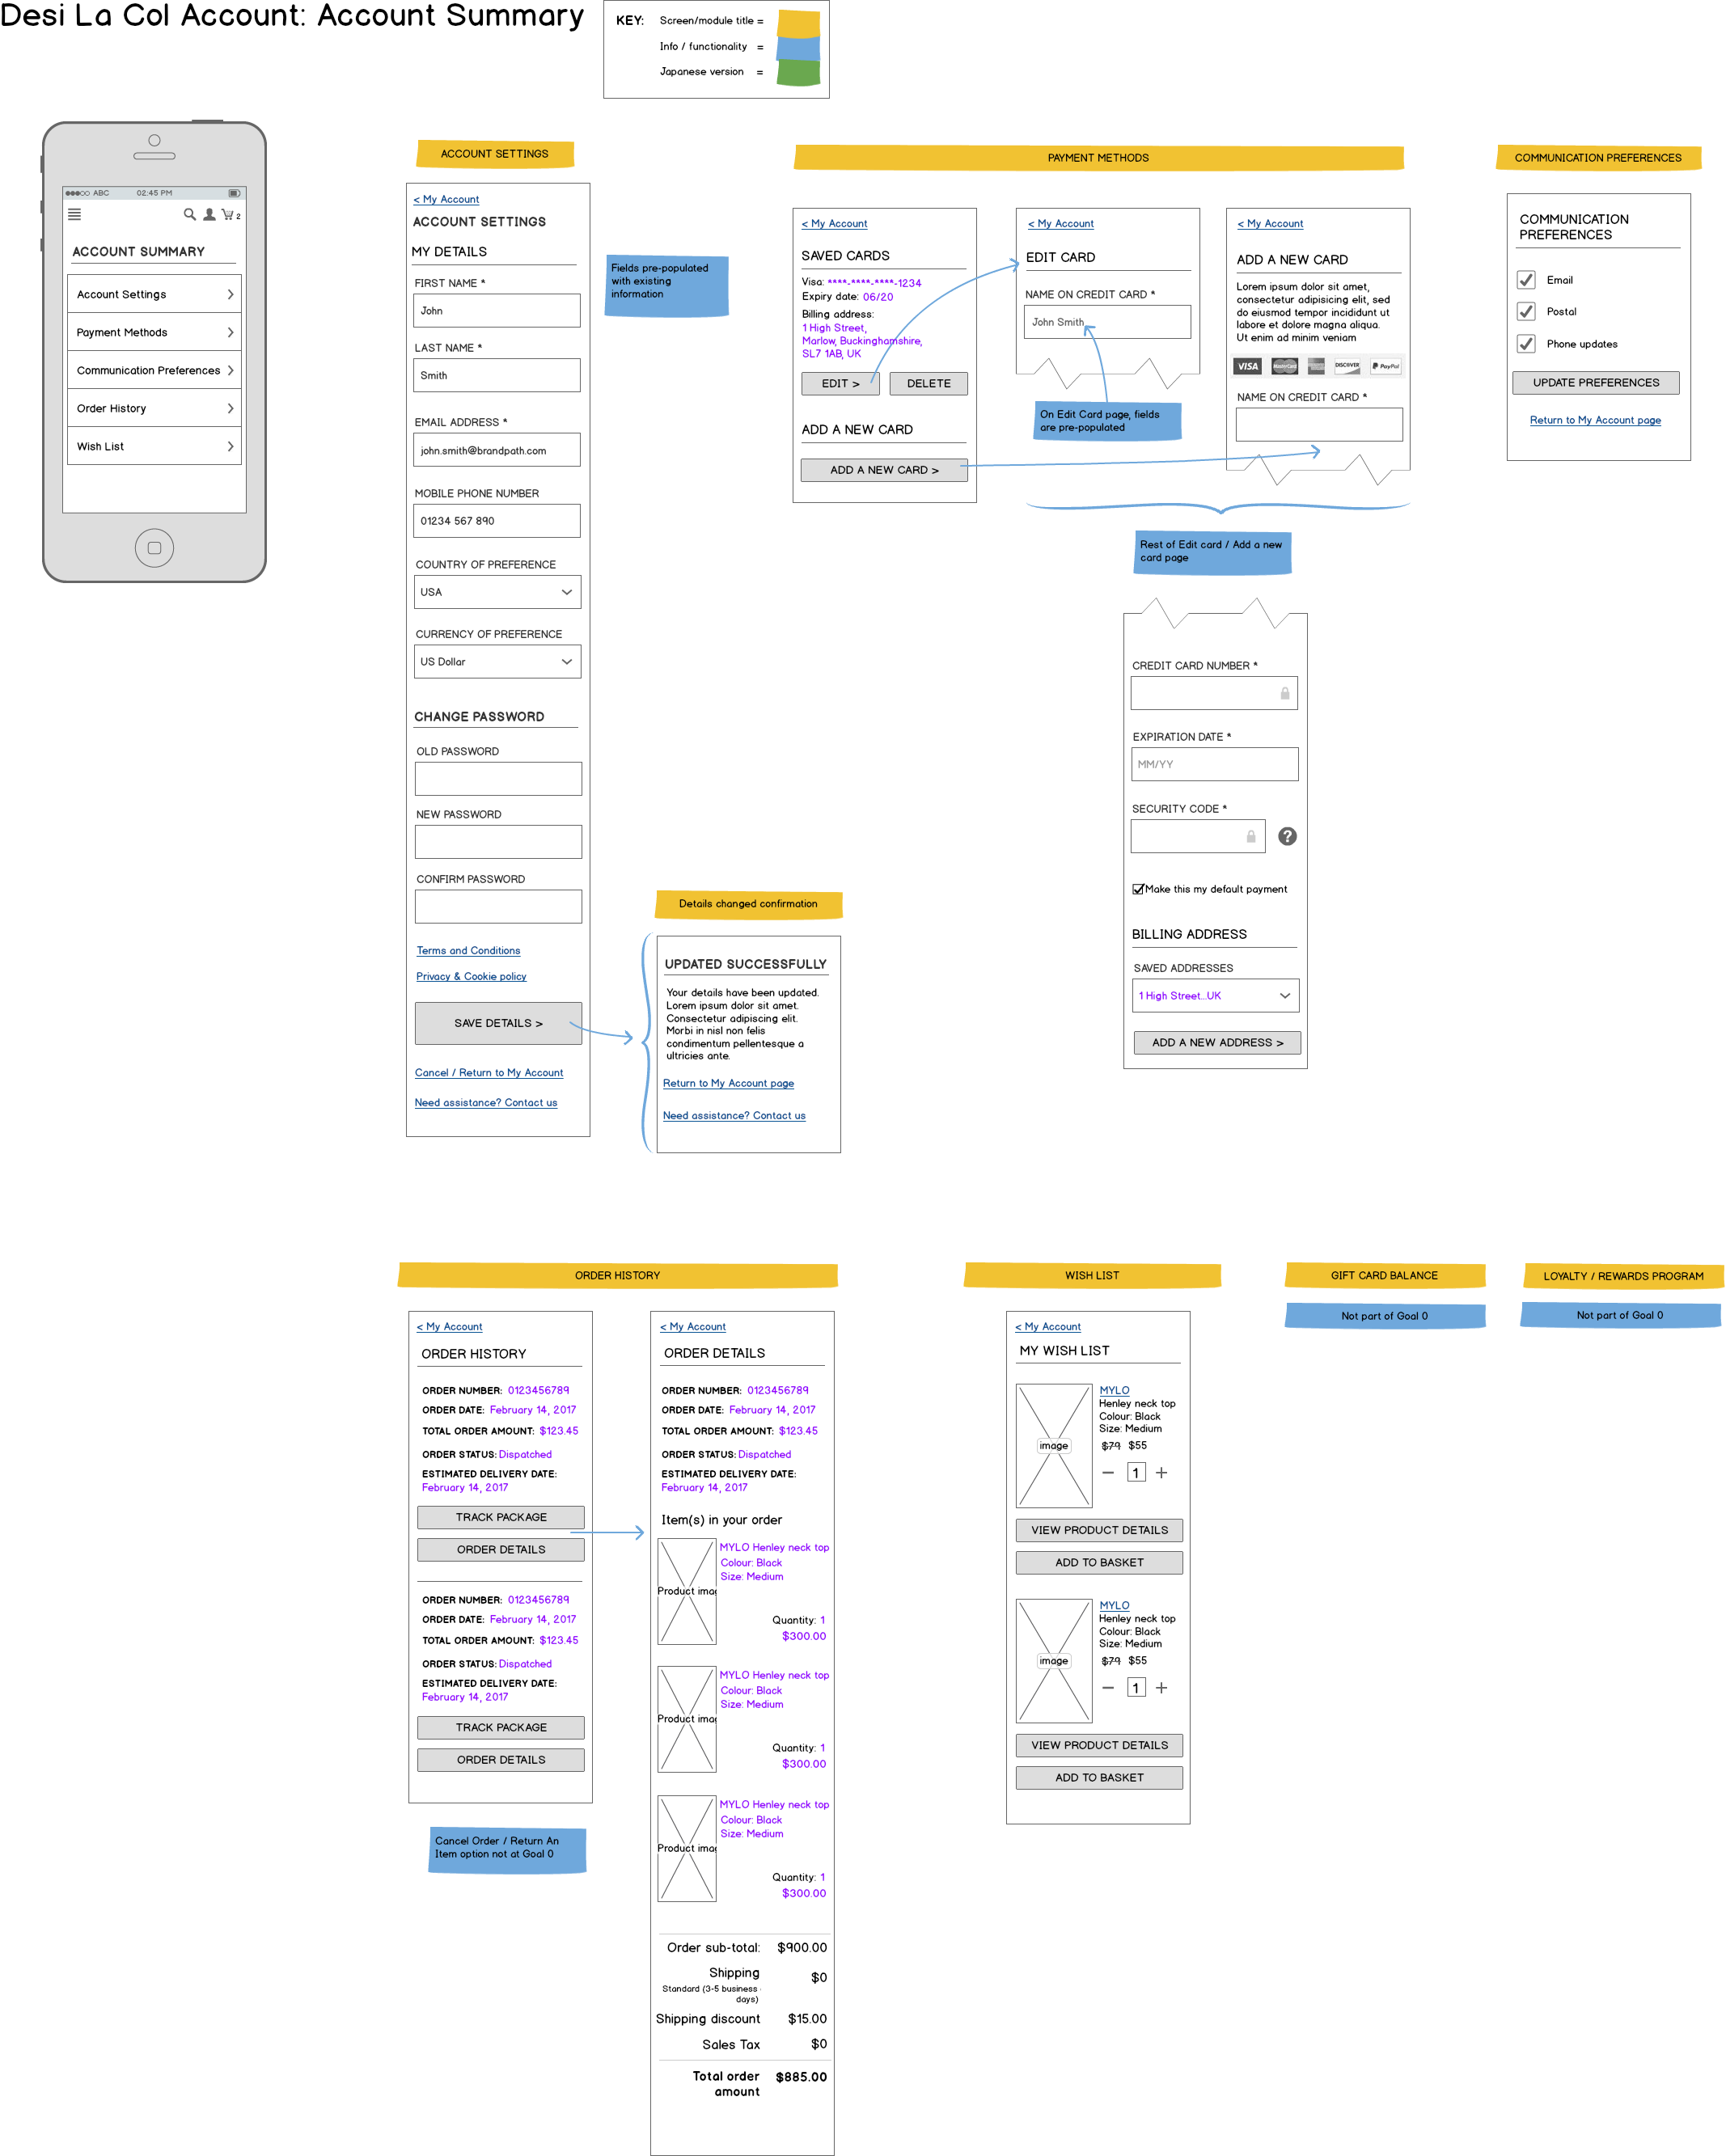 Desi La Col Account: Account Summary
KEY:
Screen/module title =
Info / functionality =
Japanese version =
ABC 02:45 PM
2
ACCOUNT SUMMARY
Account Settings
Payment Methods
Communication Preferences
Order History
Wish List
ACCOUNT SETTINGS
< My Account
ACCOUNT SETTINGS
MY DETAILS
FIRST NAME *
John
LAST NAME *
Smith
EMAIL ADDRESS *
john.smith@brandpath.com
MOBILE PHONE NUMBER
01234 567 890
COUNTRY OF PREFERENCE
USA
CURRENCY OF PREFERENCE
US Dollar
CHANGE PASSWORD
OLD PASSWORD
NEW PASSWORD
CONFIRM PASSWORD
Terms and Conditions
Privacy & Cookie policy
SAVE DETAILS >
Cancel / Return to My Account
Need assistance? Contact us
Fields pre-populated
with existing
information
Details changed confirmation
UPDATED SUCCESSFULLY
Your details have been updated.
Lorem ipsum dolor sit amet.
Consectetur adipiscing elit.
Morbi in nisl non felis
condimentum pellentesque a
ultricies ante.
Return to My Account page
Need assistance? Contact us
PAYMENT METHODS
< My Account
SAVED CARDS
Visa: ****-****-****-1234
Expiry date: 06/20
Billing address:
1 High Street,
Marlow, Buckinghamshire,
SL7 1AB, UK
EDIT >
DELETE
ADD A NEW CARD
ADD A NEW CARD >
< My Account
EDIT CARD
NAME ON CREDIT CARD *
John Smith
On Edit Card page, fields
are pre-populated
< My Account
ADD A NEW CARD
Lorem ipsum dolor sit amet,
consectetur adipisicing elit, sed
do eiusmod tempor incididunt ut
labore et dolore magna aliqua.
Ut enim ad minim veniam
VISA
MasterCard
DISCOVER
PayPal
NAME ON CREDIT CARD *
Rest of Edit card / Add a new
card page
CREDIT CARD NUMBER *
EXPIRATION DATE *
MM/YY
SECURITY CODE *
?
Make this my default payment
BILLING ADDRESS
SAVED ADDRESSES
1 High Street...UK
ADD A NEW ADDRESS >
COMMUNICATION PREFERENCES
COMMUNICATION
PREFERENCES
Email
Postal
Phone updates
UPDATE PREFERENCES
Return to My Account page
ORDER HISTORY
< My Account
ORDER HISTORY
ORDER NUMBER: 0123456789
ORDER DATE: February 14, 2017
TOTAL ORDER AMOUNT: $123.45
ORDER STATUS: Dispatched
ESTIMATED DELIVERY DATE:
February 14, 2017
TRACK PACKAGE
ORDER DETAILS
ORDER NUMBER: 0123456789
ORDER DATE: February 14, 2017
TOTAL ORDER AMOUNT: $123.45
ORDER STATUS: Dispatched
ESTIMATED DELIVERY DATE:
February 14, 2017
TRACK PACKAGE
ORDER DETAILS
Cancel Order / Return An
Item option not at Goal 0
< My Account
ORDER DETAILS
ORDER NUMBER: 0123456789
ORDER DATE: February 14, 2017
TOTAL ORDER AMOUNT: $123.45
ORDER STATUS: Dispatched
ESTIMATED DELIVERY DATE:
February 14, 2017
Item(s) in your order
Product imag
MYLO Henley neck top
Colour: Black
Size: Medium
Quantity: 1
$300.00
Product imag
MYLO Henley neck top
Colour: Black
Size: Medium
Quantity: 1
$300.00
Product imag
MYLO Henley neck top
Colour: Black
Size: Medium
Quantity: 1
$300.00
Order sub-total: $900.00
Shipping $0
Standard (3-5 business
days)
Shipping discount $15.00
Sales Tax $0
Total order $885.00
amount
WISH LIST
< My Account
MY WISH LIST
image
MYLO
Henley neck top
Colour: Black
Size: Medium
$79 $55
1
VIEW PRODUCT DETAILS
ADD TO BASKET
image
MYLO
Henley neck top
Colour: Black
Size: Medium
$79 $55
1
VIEW PRODUCT DETAILS
ADD TO BASKET
GIFT CARD BALANCE
Not part of Goal 0
LOYALTY / REWARDS PROGRAM
Not part of Goal 0